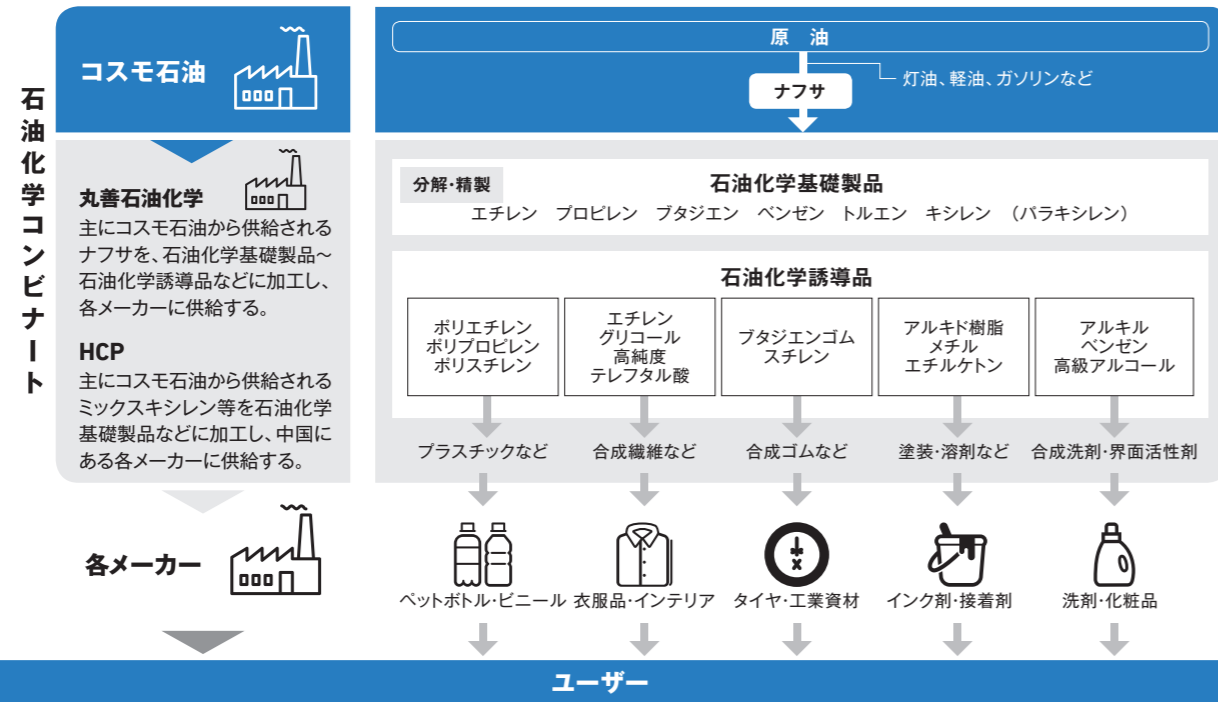 石油化学コンビナート
コスモ石油
丸善石油化学
主にコスモ石油から供給される
ナフサを、石油化学基礎製品～
石油化学誘導品などに加工し、
各メーカーに供給する。
HCP
主にコスモ石油から供給される
ミックスキシレン等を石油化学
基礎製品などに加工し、中国に
ある各メーカーに供給する。
各メーカー
原 油
灯油、軽油、ガソリンなど
ナフサ
分解・精製
石油化学基礎製品
エチレン プロピレン ブタジエン ベンゼン トルエン キシレン （パラキシレン）
石油化学誘導品
ポリエチレン
ポリプロピレン
ポリスチレン
エチレン
グリコール
高純度
テレフタル酸
ブタジエンゴム
スチレン
アルキド樹脂
メチル
エチルケトン
アルキル
ベンゼン
高級アルコール
プラスチックなど
合成繊維など
合成ゴムなど
塗装・溶剤など
合成洗剤・界面活性剤
ペットボトル・ビニール
衣服品・インテリア
タイヤ・工業資材
インク剤・接着剤
洗剤・化粧品
ユーザー